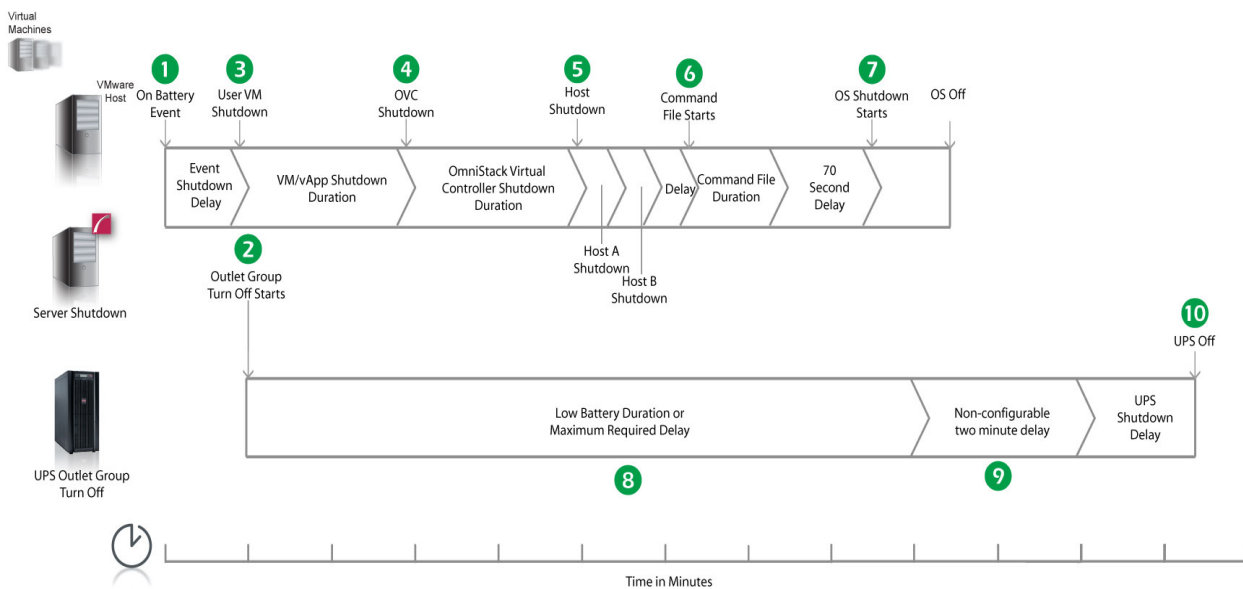 Virtual
Machines
VMware
Host
1
On Battery
Event
3
User VM
Shutdown
4
OVC
Shutdown
5
Host
Shutdown
6
Command
File Starts
7
OS Shutdown
Starts
OS Off
Event
Shutdown
Delay
VM/vApp Shutdown
Duration
OmniStack Virtual
Controller Shutdown
Duration
Delay
Command File
Duration
70
Second
Delay
Host A
Shutdown
Host B
Shutdown
2
Outlet Group
Turn Off Starts
Server Shutdown
10
UPS Off
Low Battery Duration or
Maximum Required Delay
Non-configurable
two minute delay
UPS
Shutdown
Delay
8
9
UPS Outlet Group
Turn Off
Time in Minutes